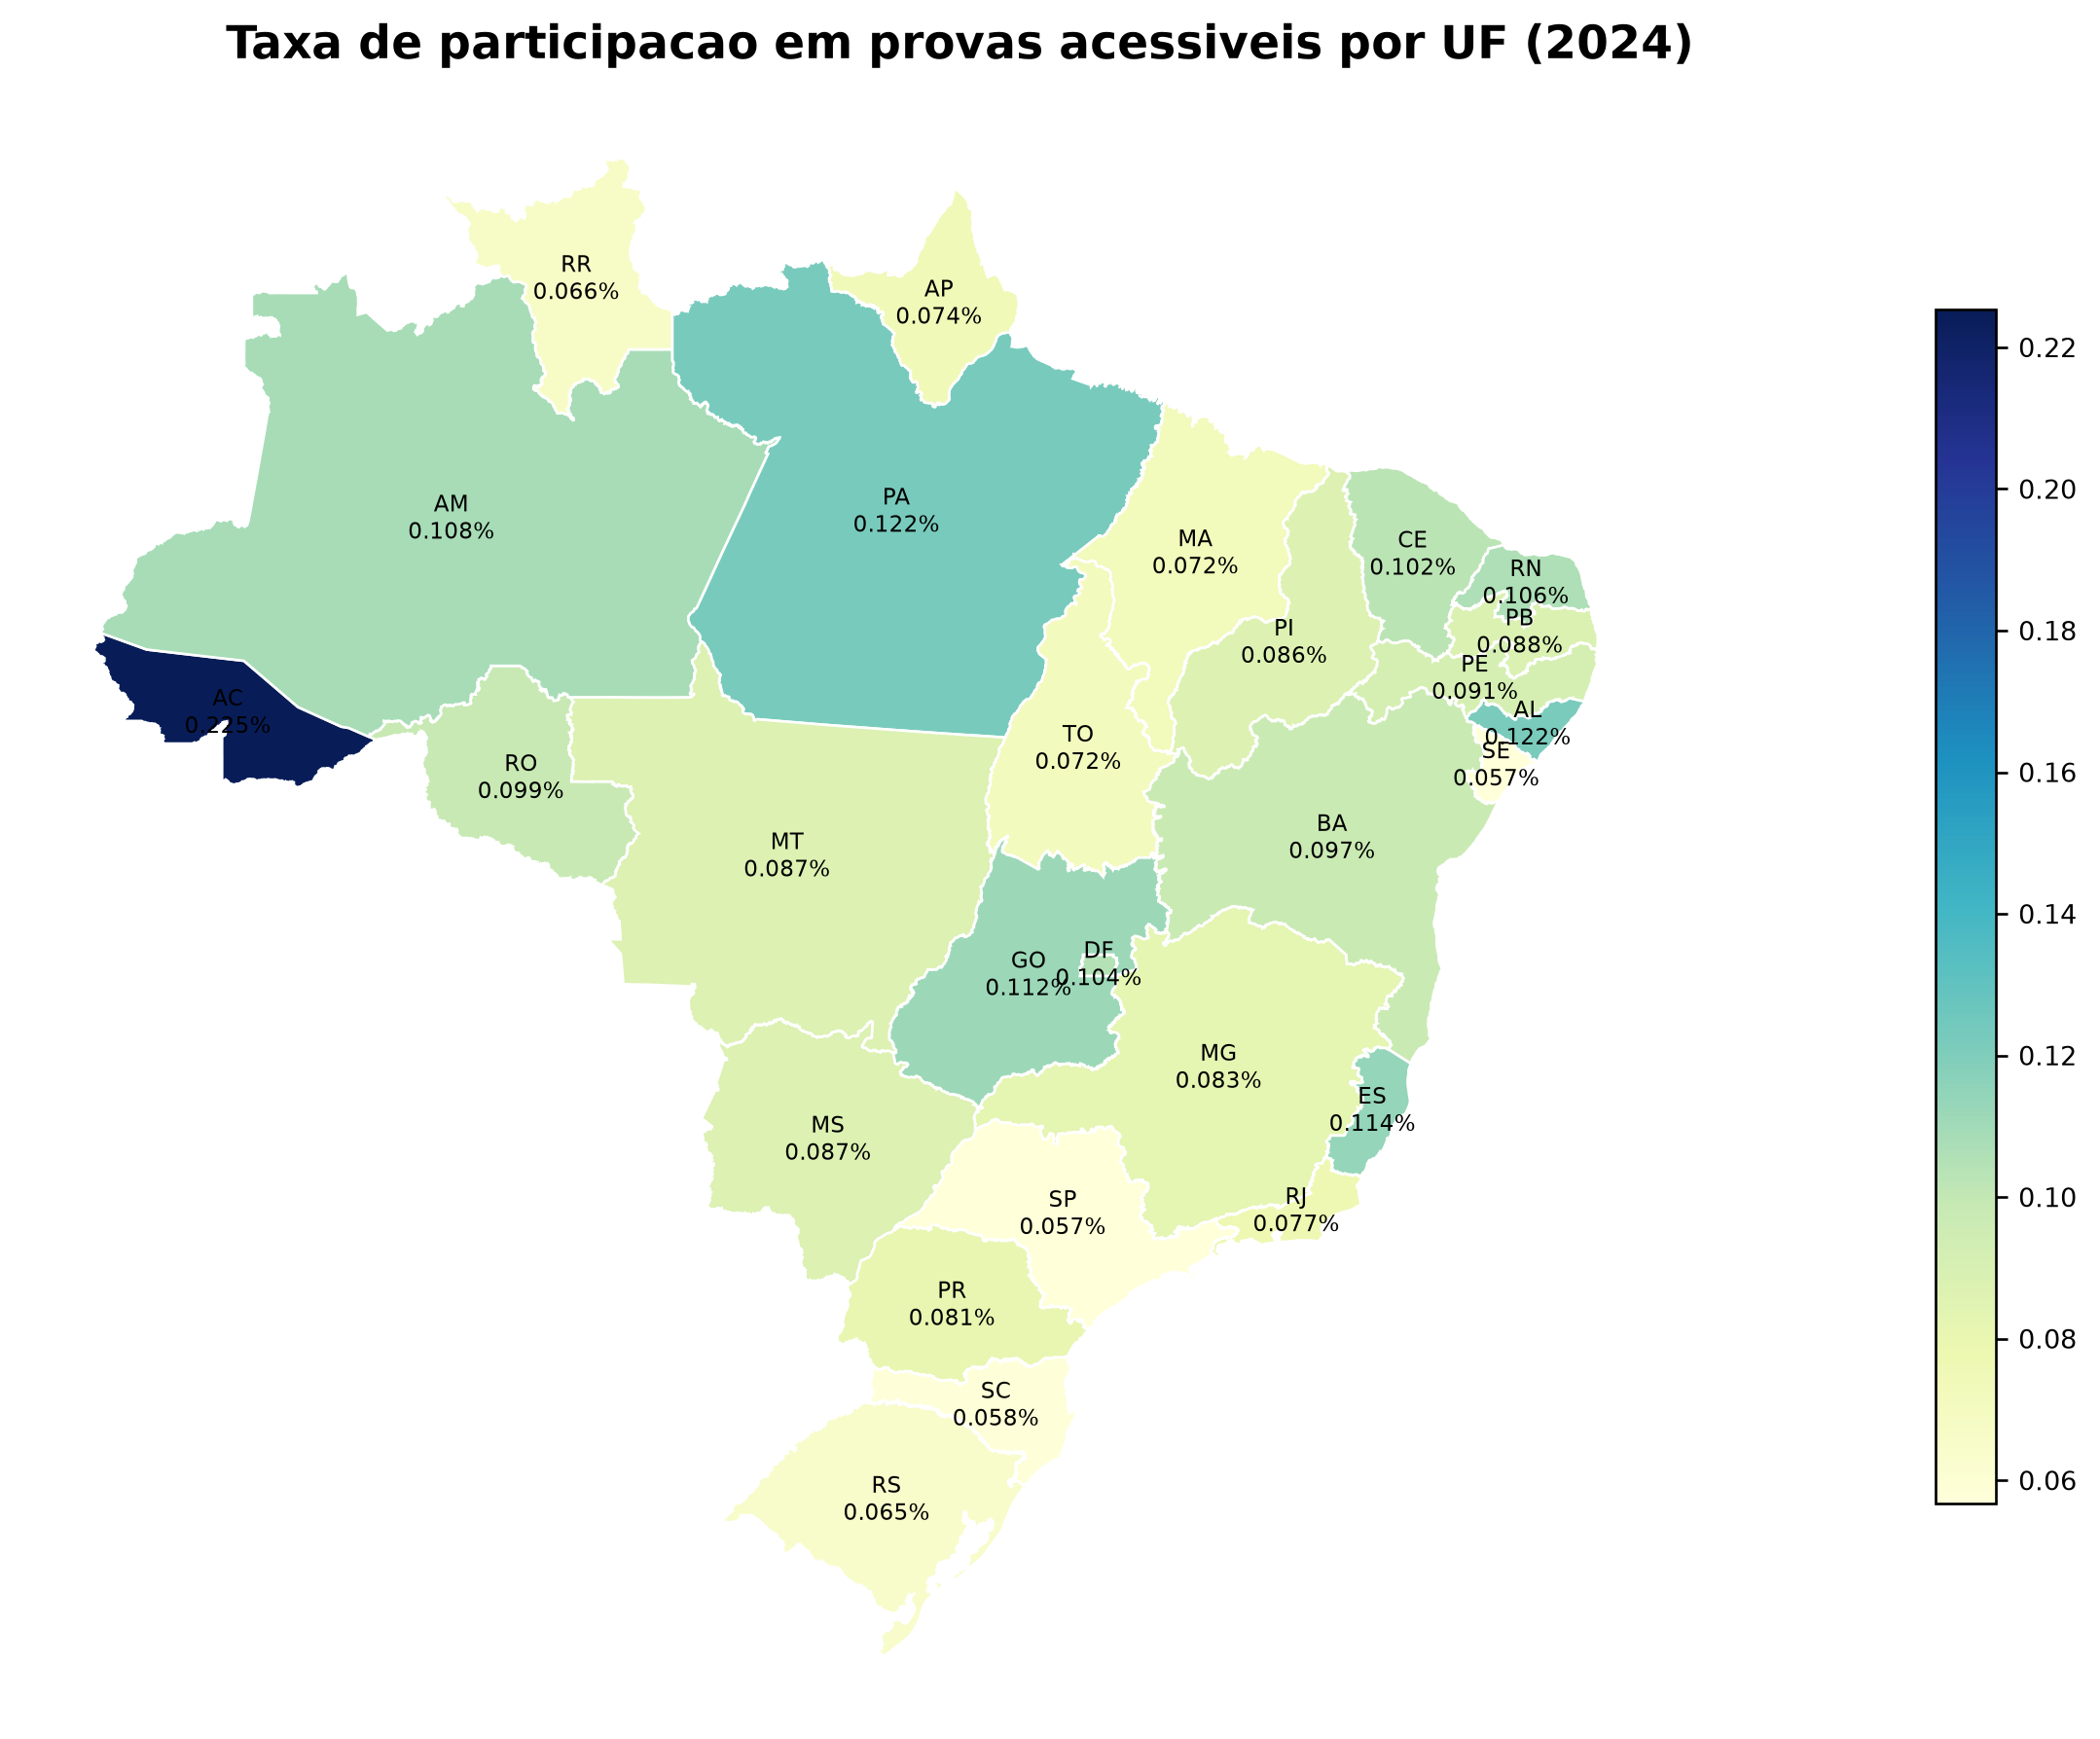 Taxa de participacao em provas acessiveis por UF (2024)
RR
0.066%
AP
0.074%
AM
0.108%
PA
0.122%
MA
0.072%
CE
0.102%
RN
0.106%
PB
0.088%
PI
0.086%
PE
0.091%
AC
0.225%
AL
0.122%
SE
0.057%
TO
0.072%
RO
0.099%
MT
0.087%
BA
0.097%
DF
0.104%
GO
0.112%
MG
0.083%
ES
0.114%
MS
0.087%
SP
0.057%
RJ
0.077%
PR
0.081%
SC
0.058%
RS
0.065%
0.22
0.20
0.18
0.16
0.14
0.12
0.10
0.08
0.06